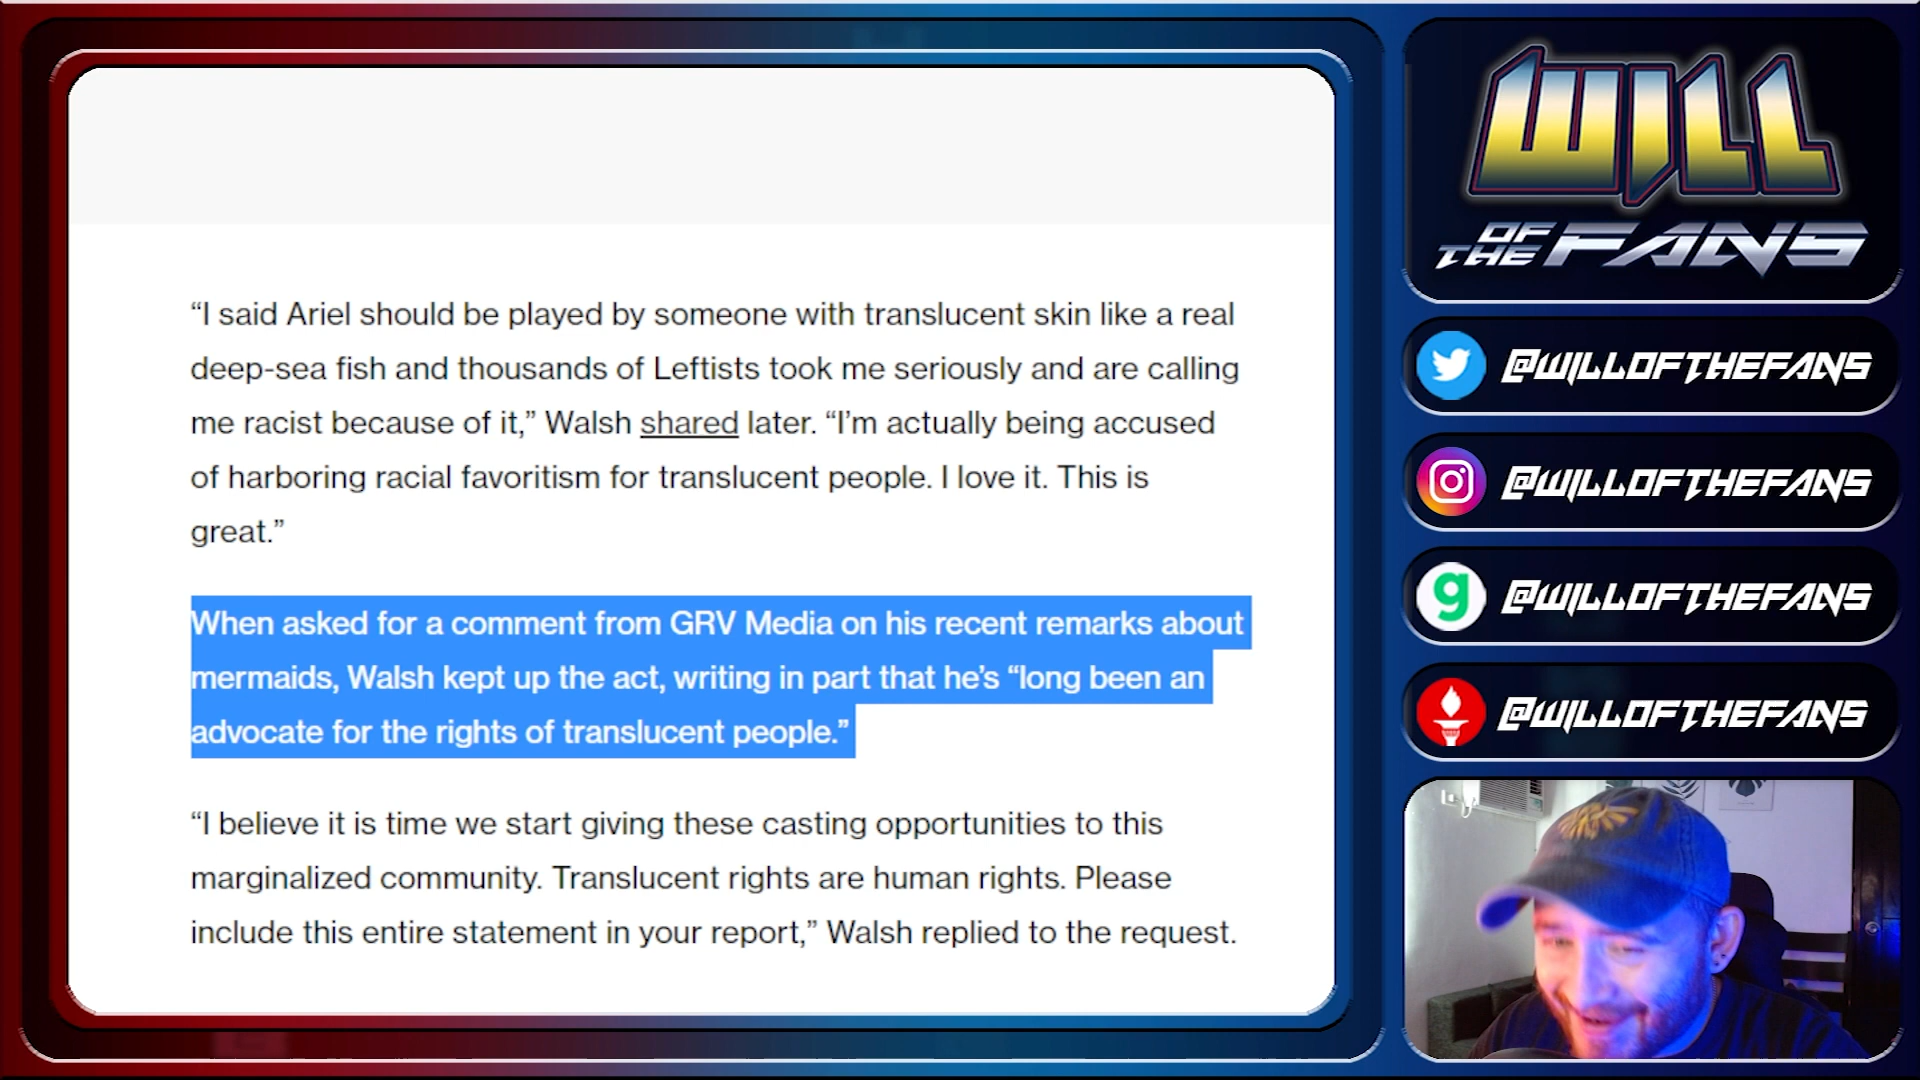 “I said Ariel should be played by someone with translucent skin like a real
deep-sea fish and thousands of Leftists took me seriously and are calling
me racist because of it,” Walsh shared later. “I’m actually being accused
of harboring racial favoritism for translucent people. I love it. This is
great.”
When asked for a comment from GRV Media on his recent remarks about
mermaids, Walsh kept up the act, writing in part that he’s “long been an
advocate for the rights of translucent people.”
“I believe it is time we start giving these casting opportunities to this
marginalized community. Translucent rights are human rights. Please
include this entire statement in your report,” Walsh replied to the request.
WILL
OF THE FANS
@WILLOFTHEFANS
@WILLOFTHEFANS
g @WILLOFTHEFANS
@WILLOFTHEFANS